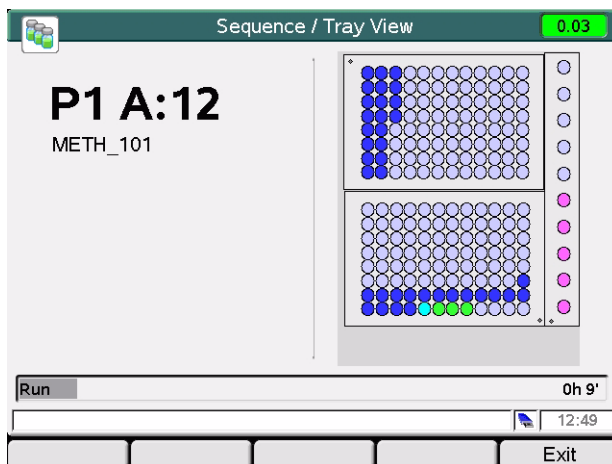 Sequence / Tray View
0.03
P1 A:12
METH_101
Run
0h 9'
12:49
Exit